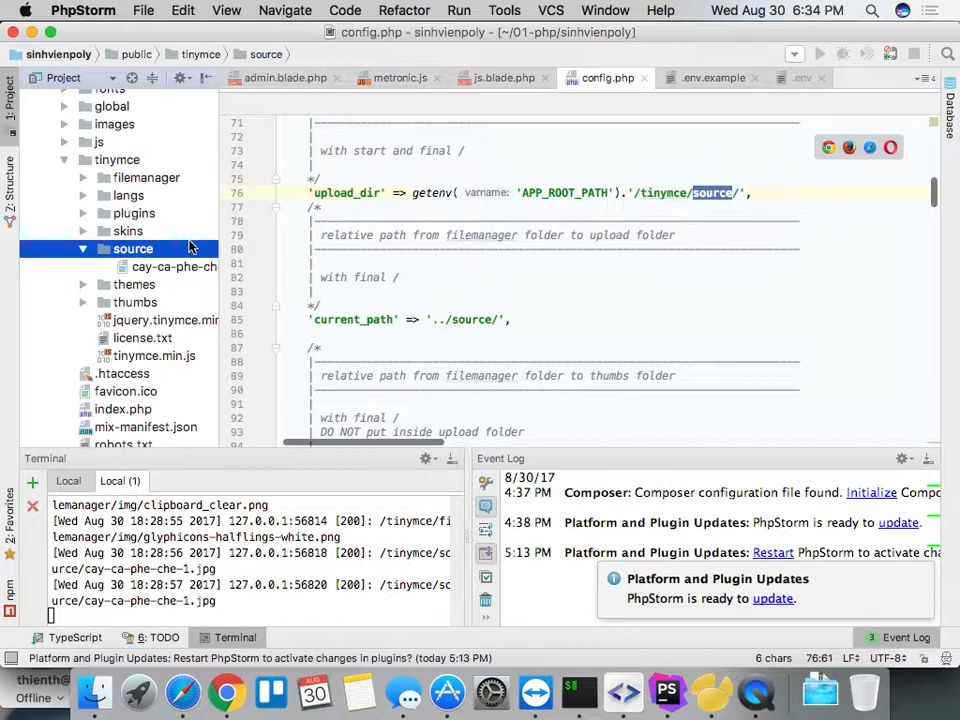 PhpStorm File Edit View Navigate Code Refactor Run Tools VCS Window Help Wed Aug 30 6:34 PM
config.php - sinhvienpoly - [~/01-php/sinhvienpoly]
sinhvienpoly public tinymce source
1: Project
7: Structure
2: Favorites
npm
Database
Project
fonts
global
images
js
tinymce
filemanager
langs
plugins
skins
source
cay-ca-phe-ch
themes
thumbs
jquery.tinymce.min
license.txt
tinymce.min.js
.htaccess
favicon.ico
index.php
mix-manifest.json
robots.txt
admin.blade.php metronic.js js.blade.php config.php .env.example .env
4
71
72
73 | with start and final /
74 |
75 */
76 'upload_dir' => getenv( varname: 'APP_ROOT_PATH').'/tinymce/source/',
77 /*
78
79 | relative path from filemanager folder to upload folder
80
81 |
82 | with final /
83 |
84 */
85 'current_path' => '../source/',
86
87 /*
88
89 | relative path from filemanager folder to thumbs folder
90
91 |
92 | with final /
93 | DO NOT put inside upload folder
94
Terminal
Local Local (1)
lemanager/img/clipboard_clear.png
[Wed Aug 30 18:28:55 2017] 127.0.0.1:56814 [200]: /tinymce/fi
lemanager/img/glyphicons-halflings-white.png
[Wed Aug 30 18:28:56 2017] 127.0.0.1:56818 [200]: /tinymce/so
urce/cay-ca-phe-che-1.jpg
[Wed Aug 30 18:28:57 2017] 127.0.0.1:56820 [200]: /tinymce/so
urce/cay-ca-phe-che-1.jpg
Event Log
8/30/17
4:37 PM Composer: Composer configuration file found. Initialize Compo
4:38 PM Platform and Plugin Updates: PhpStorm is ready to update.
5:13 PM Platform and Plugin Updates: Restart PhpStorm to activate cha
Platform and Plugin Updates
PhpStorm is ready to update.
TypeScript 6: TODO Terminal 3 Event Log
Platform and Plugin Updates: Restart PhpStorm to activate changes in plugins? (today 5:13 PM) 6 chars 76:61 LF÷ UTF-8÷
thienth
Offline
30
PS